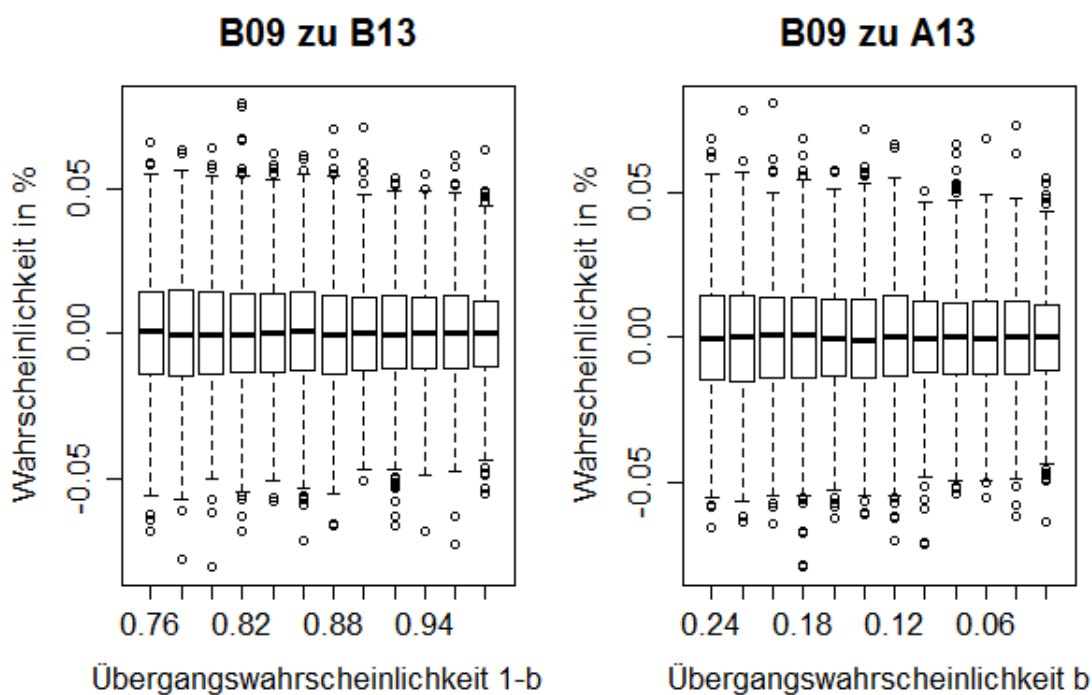 B09 zu B13
Wahrscheinlichkeit in %
0.05
0.00
-0.05
0.76 0.82 0.88 0.94
Übergangswahrscheinlichkeit 1-b
B09 zu A13
Wahrscheinlichkeit in %
0.05
0.00
-0.05
0.24 0.18 0.12 0.06
Übergangswahrscheinlichkeit b